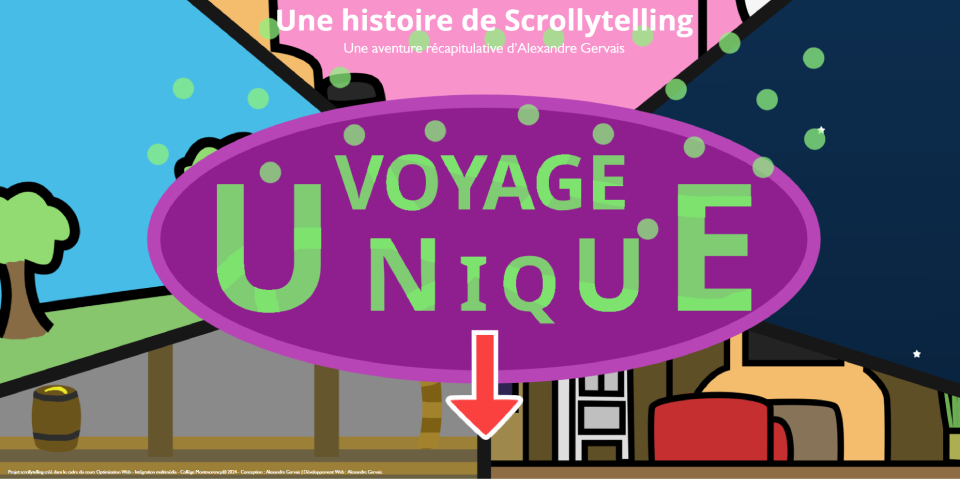 Une histoire de Scrollytelling
Une aventure récapitulative d'Alexandre Gervais
VOYAGE
UNIQUE
Projet scrollytelling créé dans le cadre du cours Optimisation Web - Intégration multimédia - Collège Montmorency@ 2024 - Conception : Alexandre Gervais | Développement Web : Alexandre Gervais.